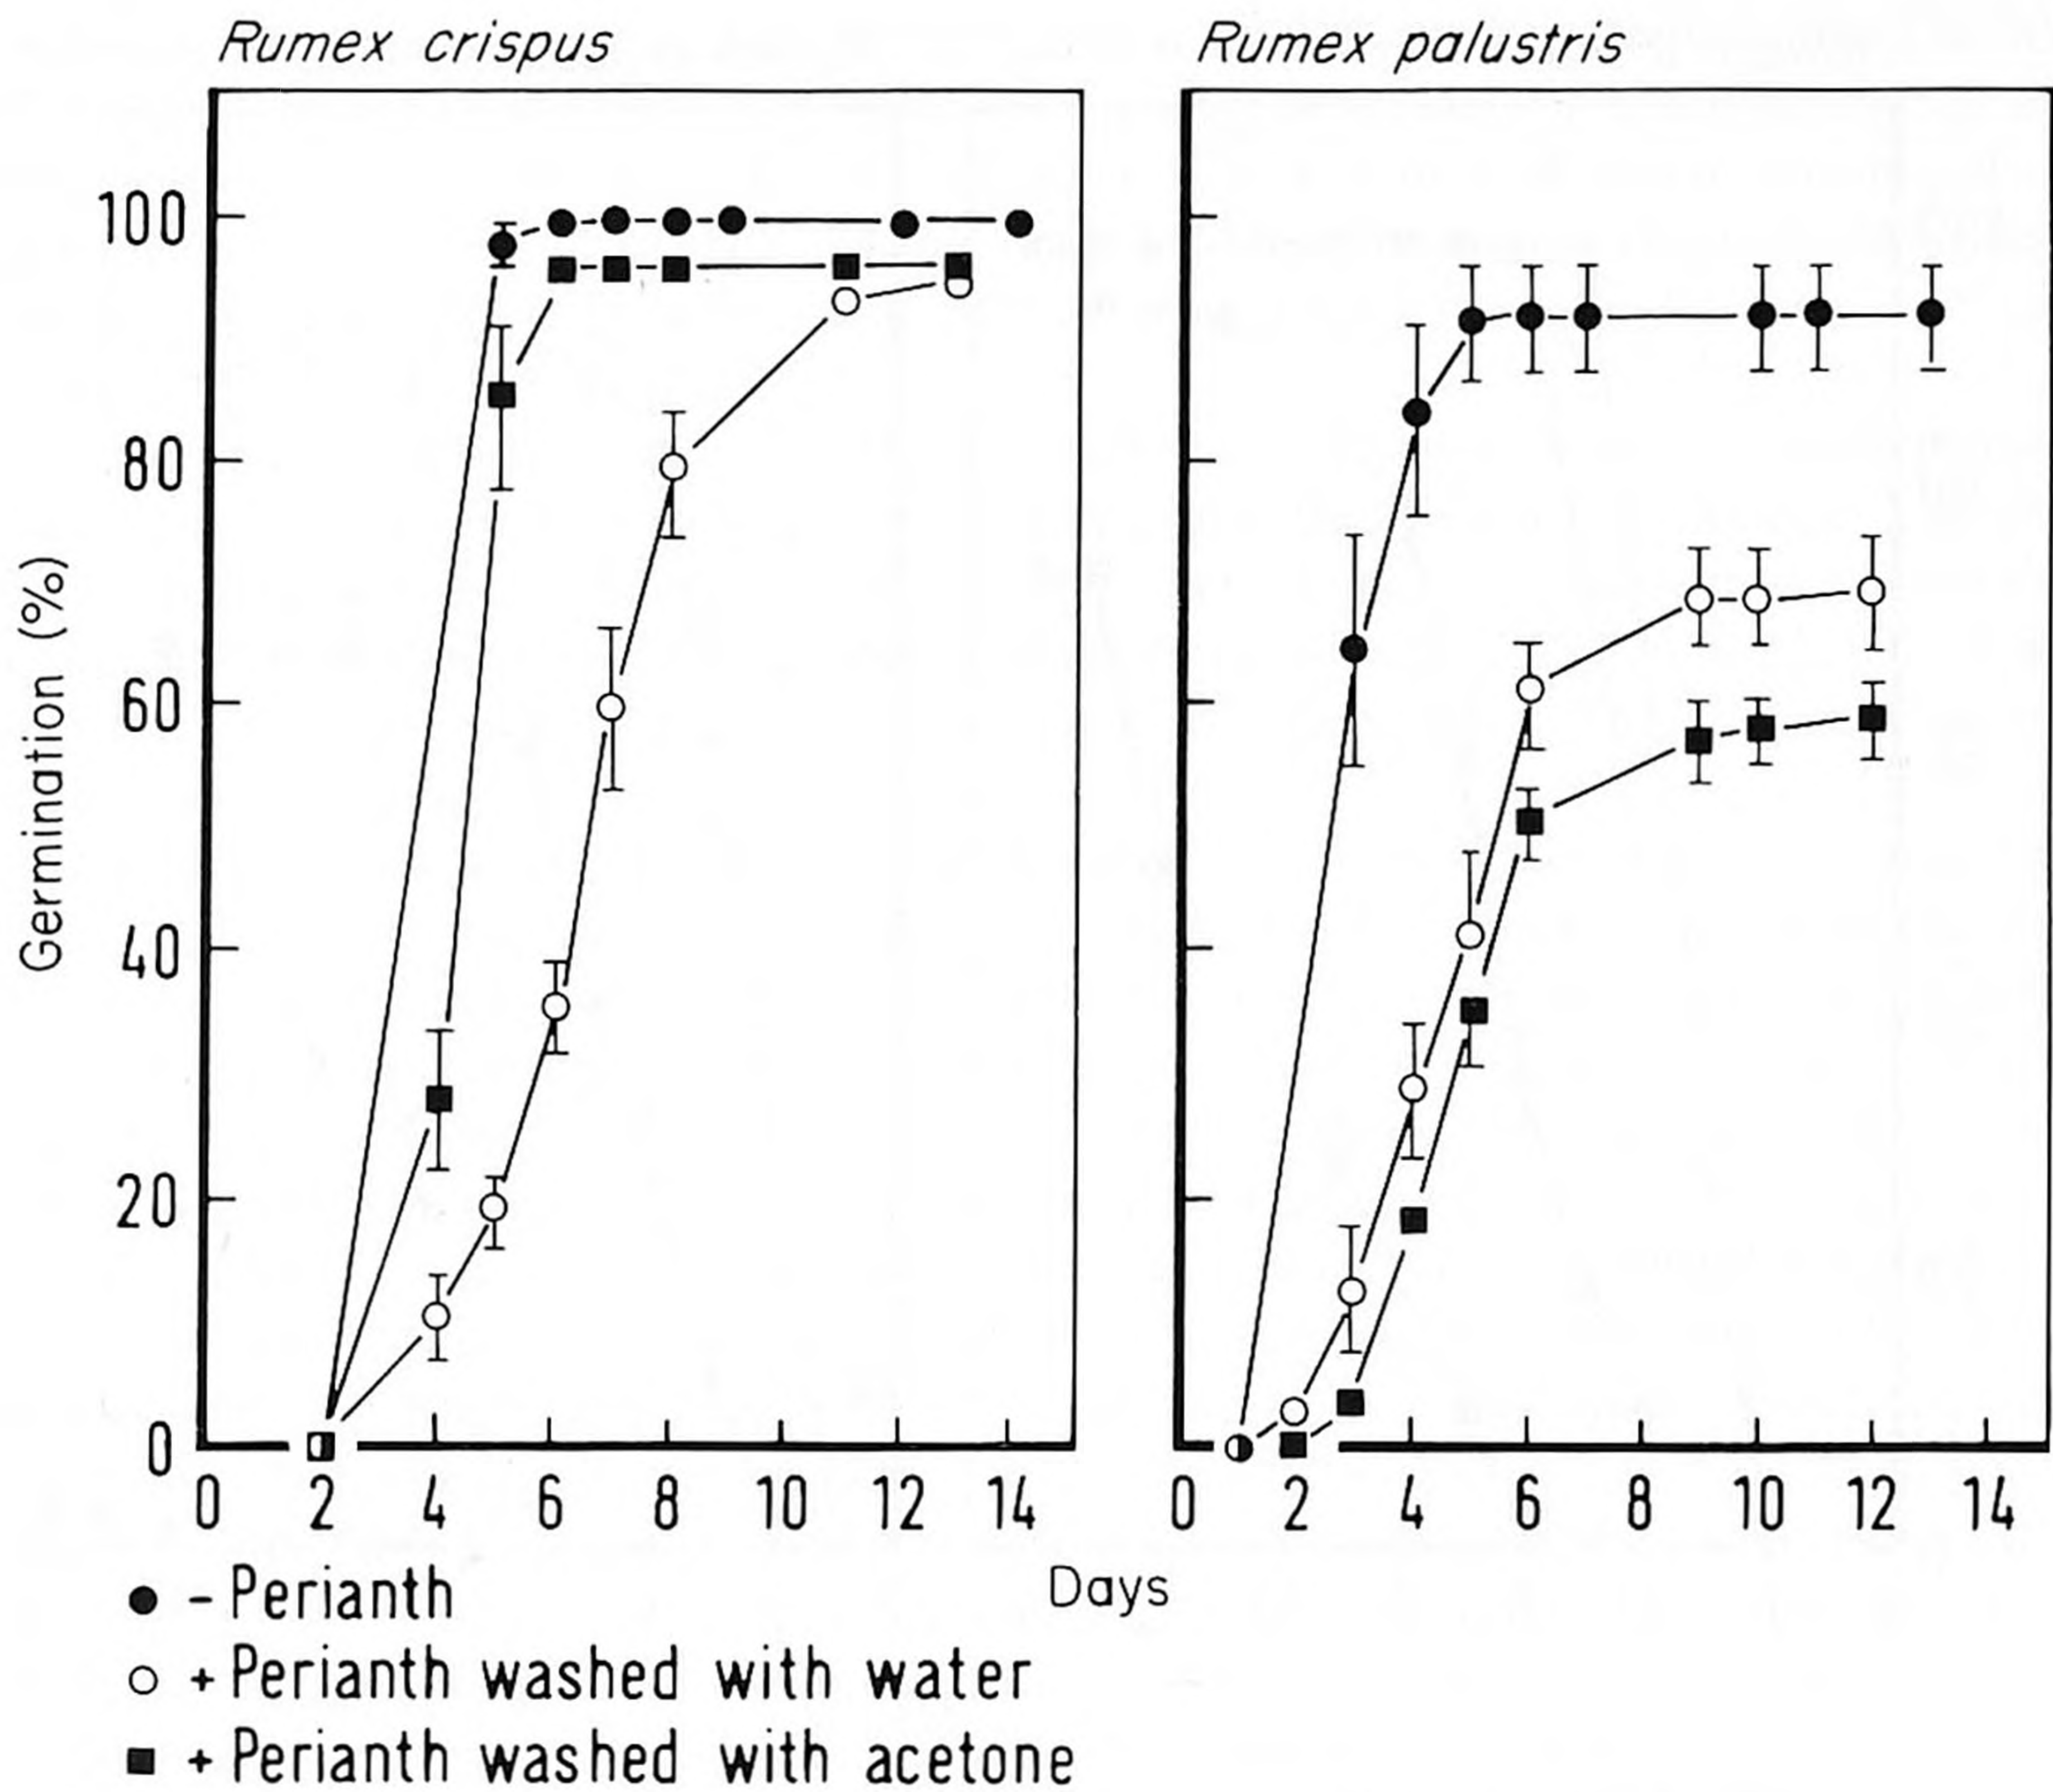 Rumex crispus
Rumex palustris
100
80
60
40
20
0
Germination (%)
0 2 4 6 8 10 12 14
0 2 4 6 8 10 12 14
Days
● - Perianth
○ + Perianth washed with water
■ + Perianth washed with acetone